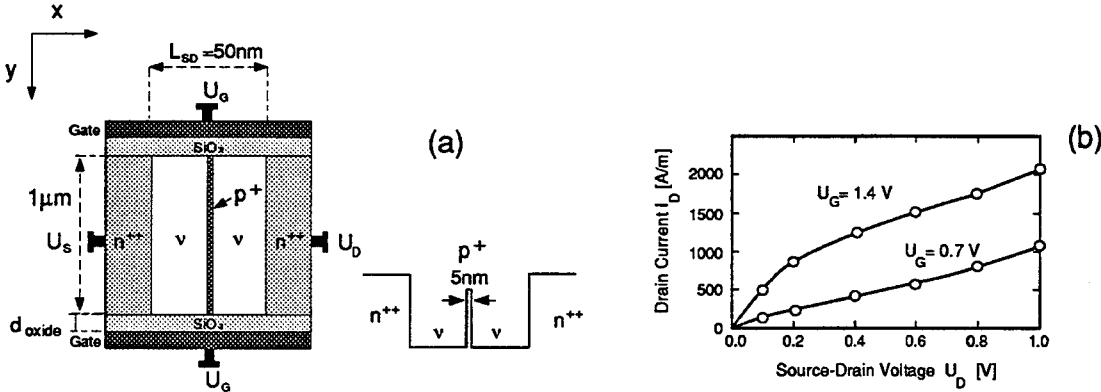 x
y
L_SD =50nm
U_G
Gate
SiO₂
(a)
1μm
p⁺
U_S
n⁺⁺
ν
ν
n⁺⁺
U_D
d_oxide
SiO₂
Gate
U_G
p⁺
5nm
n⁺⁺
ν
ν
n⁺⁺
(b)
Drain Current I_D [A/m]
2000
1500
1000
500
0
U_G= 1.4 V
U_G= 0.7 V
0.0 0.2 0.4 0.6 0.8 1.0
Source-Drain Voltage U_D [V]